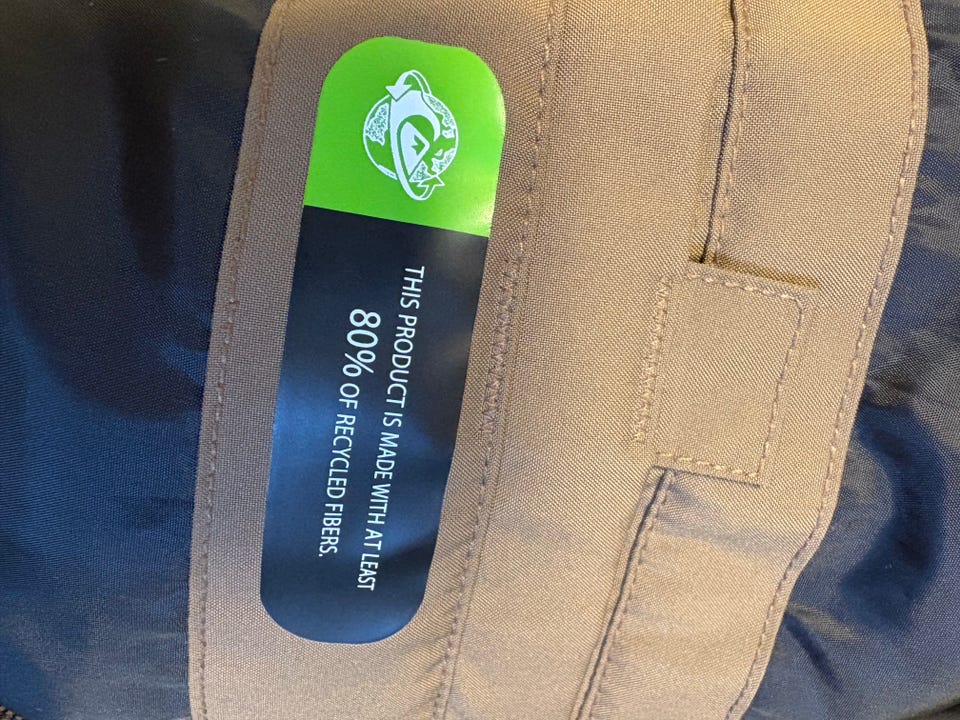 THIS PRODUCT IS MADE WITH AT LEAST
80% OF RECYCLED FIBERS.